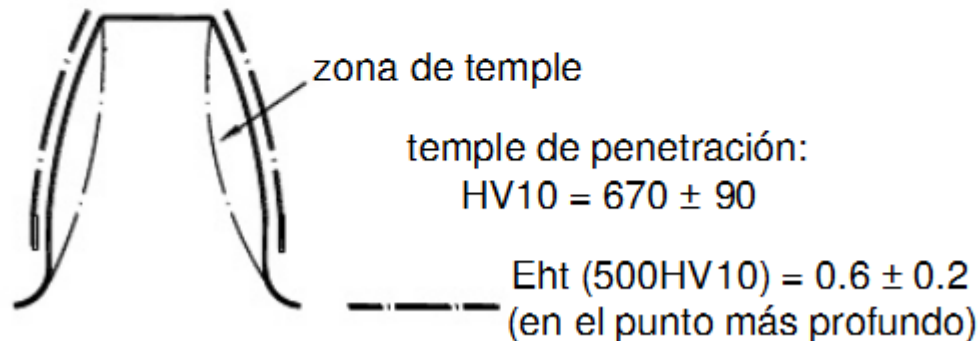 zona de temple
temple de penetración:
HV10 = 670 ± 90
Eht (500HV10) = 0.6 ± 0.2
(en el punto más profundo)